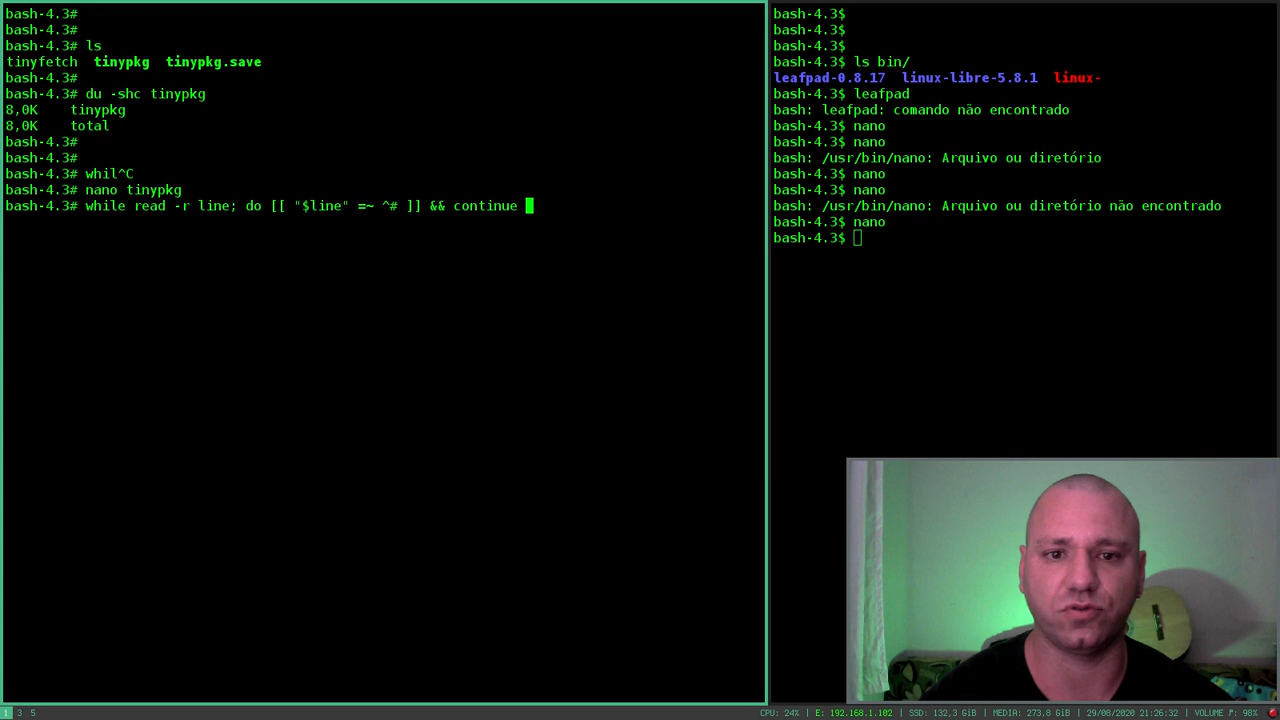 bash-4.3#
bash-4.3#
bash-4.3# ls
tinyfetch tinypkg tinypkg.save
bash-4.3#
bash-4.3# du -shc tinypkg
8,0K tinypkg
8,0K total
bash-4.3#
bash-4.3#
bash-4.3# whil^C
bash-4.3# nano tinypkg
bash-4.3# while read -r line; do [[ "$line" =~ ^# ]] && continue
bash-4.3$
bash-4.3$
bash-4.3$
bash-4.3$ ls bin/
leafpad-0.8.17 linux-libre-5.8.1 linux-
bash-4.3$ leafpad
bash: leafpad: comando não encontrado
bash-4.3$ nano
bash-4.3$ nano
bash: /usr/bin/nano: Arquivo ou diretório
bash-4.3$ nano
bash-4.3$ nano
bash: /usr/bin/nano: Arquivo ou diretório não encontrado
bash-4.3$ nano
bash-4.3$
1 3 5 CPU: 24% | E: 192.168.1.102 | SSD: 132,3 GiB | MEDIA: 273,8 GiB | 29/08/2020 21:26:32 | VOLUME 98%